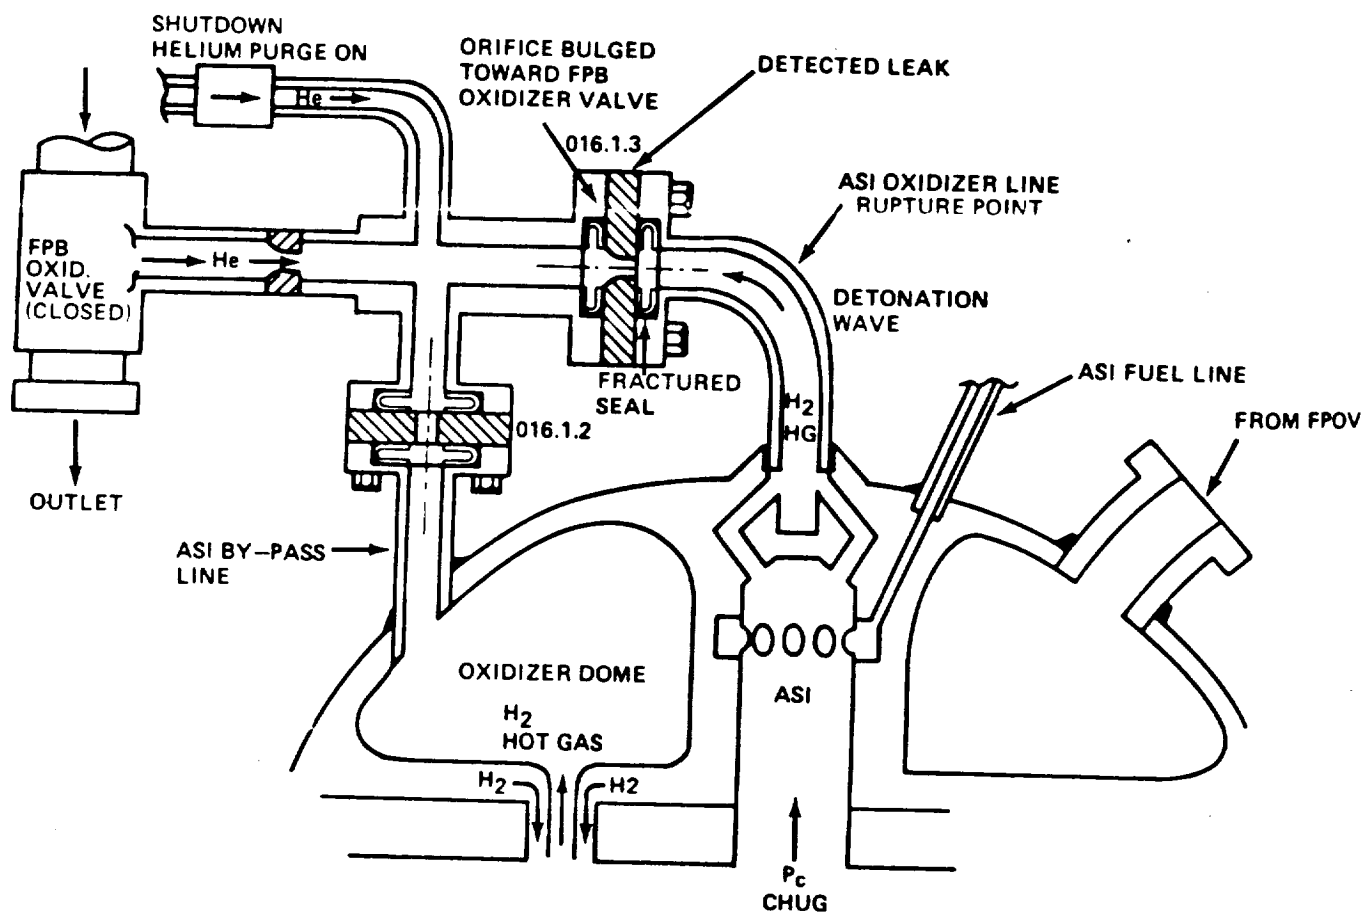 SHUTDOWN
HELIUM PURGE ON
He
ORIFICE BULGED
TOWARD FPB
OXIDIZER VALVE
DETECTED LEAK
016.1.3
ASI OXIDIZER LINE
RUPTURE POINT
FPB
OXID.
VALVE
(CLOSED)
He
DETONATION
WAVE
FRACTURED
SEAL
ASI FUEL LINE
H2
HG
FROM FPOV
016.1.2
OUTLET
ASI BY-PASS
LINE
OXIDIZER DOME
ASI
H2
HOT GAS
H2
H2
Pc
CHUG